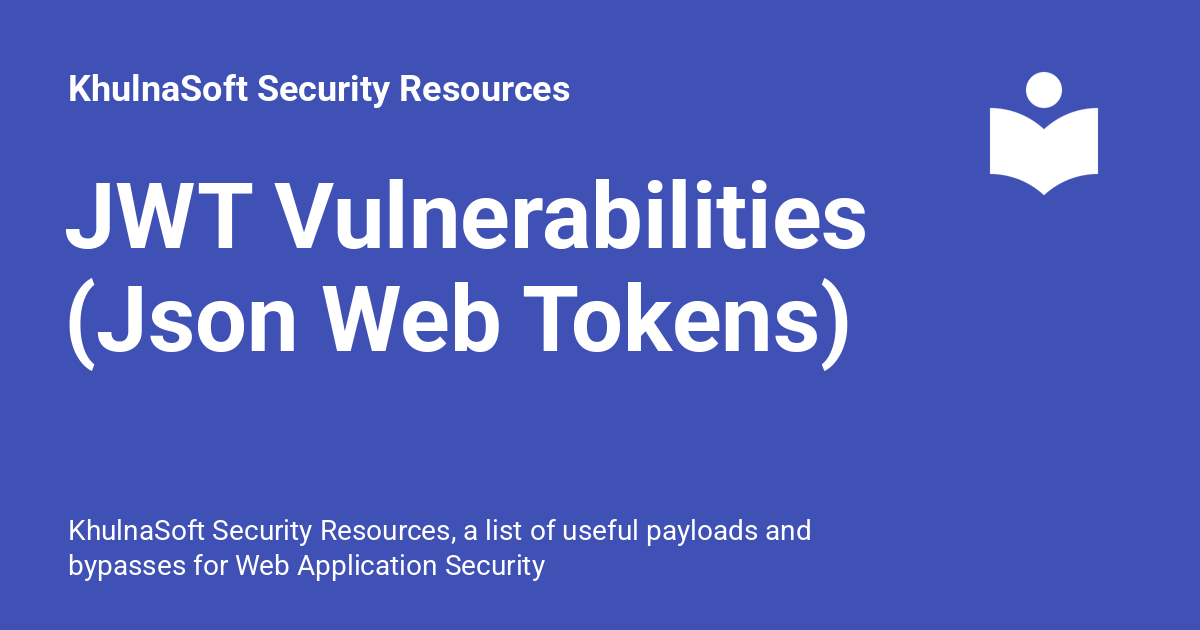 KhulnaSoft Security Resources
JWT Vulnerabilities
(Json Web Tokens)
KhulnaSoft Security Resources, a list of useful payloads and
bypasses for Web Application Security